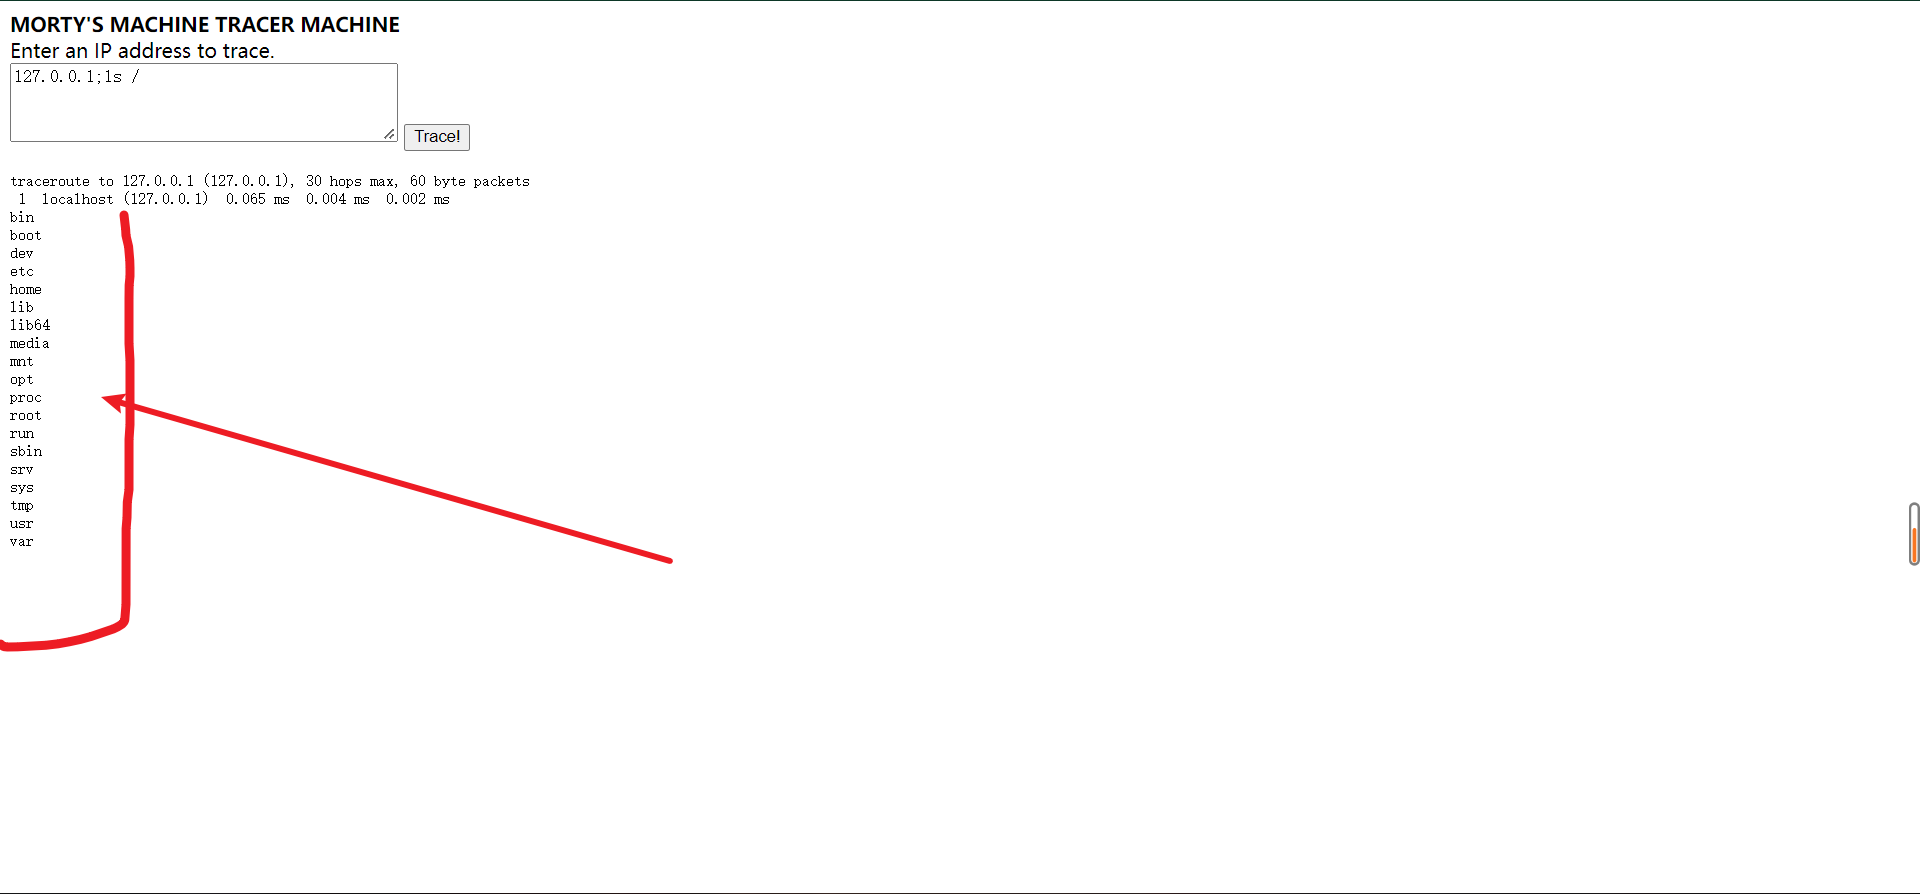 MORTY'S MACHINE TRACER MACHINE
Enter an IP address to trace.
127.0.0.1;ls /
Trace!
traceroute to 127.0.0.1 (127.0.0.1), 30 hops max, 60 byte packets
 1  localhost (127.0.0.1)  0.065 ms  0.004 ms  0.002 ms
bin
boot
dev
etc
home
lib
lib64
media
mnt
opt
proc
root
run
sbin
srv
sys
tmp
usr
var